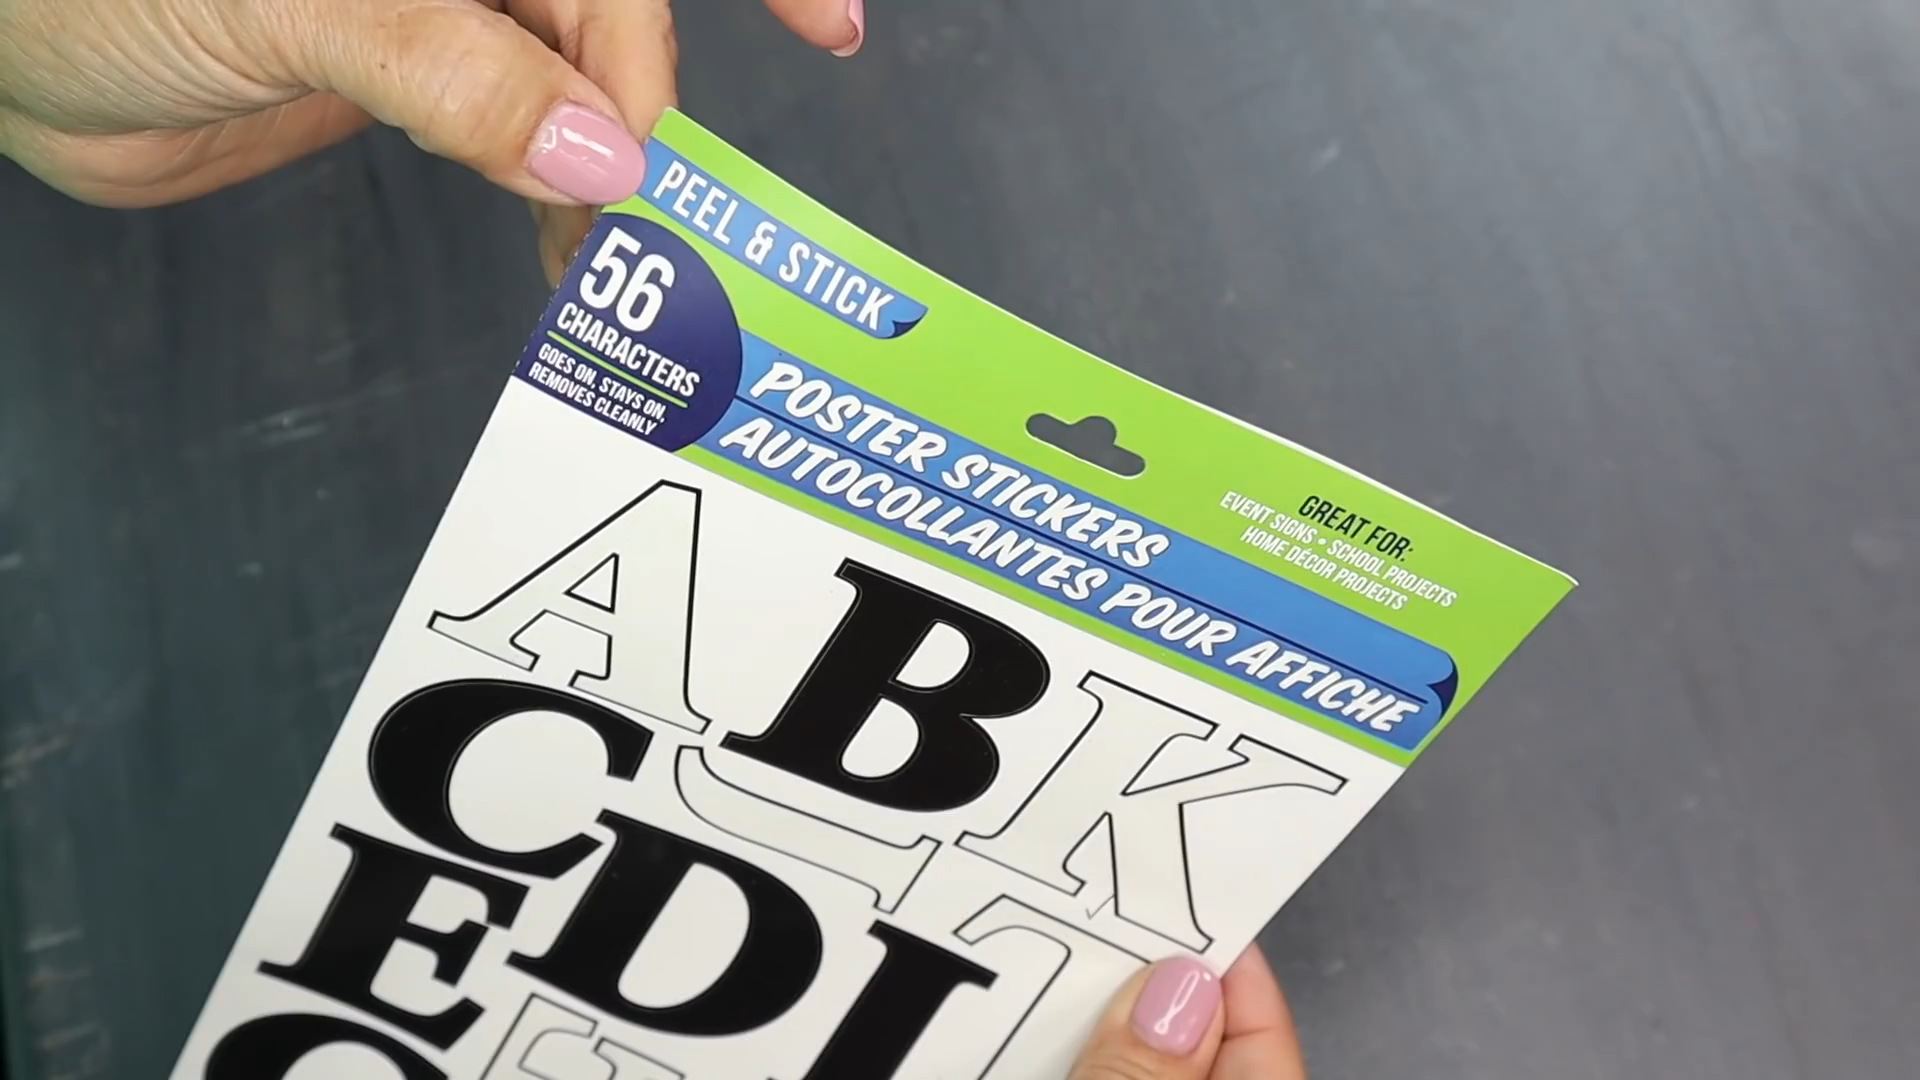 PEEL & STICK
56
CHARACTERS
GOES ON, STAYS ON,
REMOVES CLEANLY
POSTER STICKERS
AUTOCOLLANTES POUR AFFICHE
GREAT FOR:
EVENT SIGNS • SCHOOL PROJECTS
HOME DÉCOR PROJECTS
A B K
C
E D